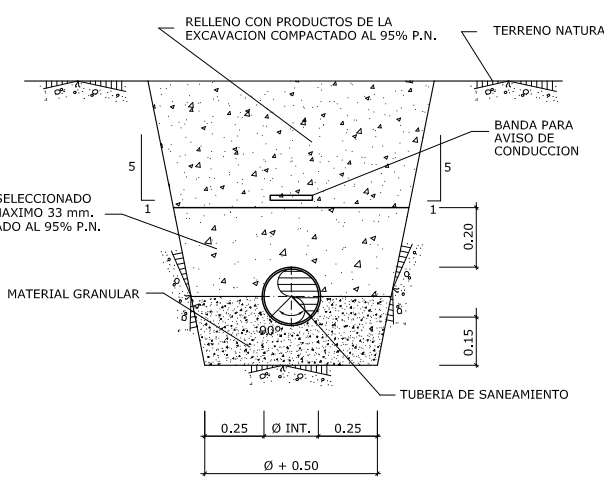 RELLENO CON PRODUCTOS DE LA
EXCAVACION COMPACTADO AL 95% P.N.
TERRENO NATURA
BANDA PARA
AVISO DE
CONDUCCION
5
1
5
1
SELECCIONADO
MAXIMO 33 mm.
ADO AL 95% P.N.
0.20
MATERIAL GRANULAR
90°
0.15
TUBERIA DE SANEAMIENTO
0.25
Ø INT.
0.25
Ø + 0.50